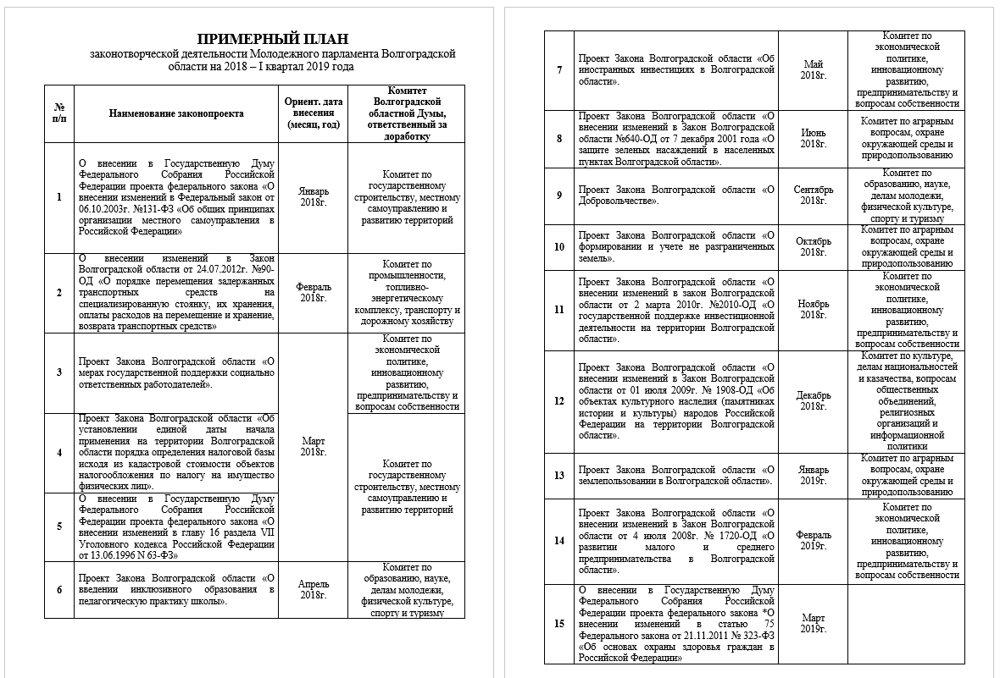 ПРИМЕРНЫЙ ПЛАН
законотворческой деятельности Молодежного парламента Волгоградской
области на 2018 – I квартал 2019 года
№
п/п
Наименование законопроекта
Ориент. дата
внесения
(месяц, год)
Комитет
Волгоградской
областной Думы,
ответственный за
доработку
1
О внесении в Государственную Думу
Федерального Собрания Российской
Федерации проекта федерального закона «О
внесении изменений в Федеральный закон от
06.10.2003г. №131-ФЗ «Об общих принципах
организации местного самоуправления в
Российской Федерации»
Январь
2018г.
Комитет по
государственному
строительству, местному
самоуправлению и
развитию территорий
2
О внесении изменений в Закон
Волгоградской области от 24.07.2012г. №90-
ОД «О порядке перемещения задержанных
транспортных средств на
специализированную стоянку, их хранения,
оплаты расходов на перемещение и хранение,
возврата транспортных средств»
Февраль
2018г.
Комитет по
промышленности,
топливно-
энергетическому
комплексу, транспорту и
дорожному хозяйству
3
Проект Закона Волгоградской области «О
мерах государственной поддержки социально
ответственных работодателей».
Комитет по
экономической
политике,
инновационному
развитию,
предпринимательству и
вопросам собственности
4
Проект Закона Волгоградской области «Об
установлении единой даты начала
применения на территории Волгоградской
области порядка определения налоговой базы
исходя из кадастровой стоимости объектов
налогообложения по налогу на имущество
физических лиц».
Март
2018г.
Комитет по
государственному
строительству, местному
самоуправлению и
развитию территорий
5
О внесении в Государственную Думу
Федерального Собрания Российской
Федерации проекта федерального закона «О
внесении изменений в главу 16 раздела VII
Уголовного кодекса Российской Федерации
от 13.06.1996 N 63-ФЗ»
6
Проект Закона Волгоградской области «О
введении инклюзивного образования в
педагогическую практику школы».
Апрель
2018г.
Комитет по
образованию, науке,
делам молодежи,
физической культуре,
спорту и туризму
7
Проект Закона Волгоградской области «Об
иностранных инвестициях в Волгоградской
области».
Май
2018г.
Комитет по
экономической
политике,
инновационному
развитию,
предпринимательству и
вопросам собственности
8
Проект Закона Волгоградской области «О
внесении изменений в Закон Волгоградской
области №640-ОД от 7 декабря 2001 года «О
защите зеленых насаждений в населенных
пунктах Волгоградской области».
Июнь
2018г.
Комитет по аграрным
вопросам, охране
окружающей среды и
природопользованию
9
Проект Закона Волгоградской области «О
Добровольчестве».
Сентябрь
2018г.
Комитет по
образованию, науке,
делам молодежи,
физической культуре,
спорту и туризму
10
Проект Закона Волгоградской области «О
формировании и учете не разграниченных
земель».
Октябрь
2018г.
Комитет по аграрным
вопросам, охране
окружающей среды и
природопользованию
11
Проект Закона Волгоградской области «О
внесении изменений в закон Волгоградской
области от 2 марта 2010г. №2010-ОД «О
государственной поддержке инвестиционной
деятельности на территории Волгоградской
области».
Ноябрь
2018г.
Комитет по
экономической
политике,
инновационному
развитию,
предпринимательству и
вопросам собственности
12
Проект Закона Волгоградской области «О
внесении изменений в Закон Волгоградской
области от 01 июля 2009г. № 1908-ОД «Об
объектах культурного наследия (памятниках
истории и культуры) народов Российской
Федерации на территории Волгоградской
области».
Декабрь
2018г.
Комитет по культуре,
делам национальностей
и казачества, вопросам
общественных
объединений,
религиозных
организаций и
информационной
политики
13
Проект Закона Волгоградской области «О
землепользовании в Волгоградской области».
Январь
2019г.
Комитет по аграрным
вопросам, охране
окружающей среды и
природопользованию
14
Проект Закона Волгоградской области «О
внесении изменений в Закон Волгоградской
области от 4 июля 2008г. № 1720-ОД «О
развитии малого и среднего
предпринимательства в Волгоградской
области».
Февраль
2019г.
Комитет по
экономической
политике,
инновационному
развитию,
предпринимательству и
вопросам собственности
15
О внесении в Государственную Думу
Федерального Собрания Российской
Федерации проекта федерального закона *О
внесении изменений в статью 75
Федерального закона от 21.11.2011 № 323-ФЗ
«Об основах охраны здоровья граждан в
Российской Федерации»
Март
2019г.